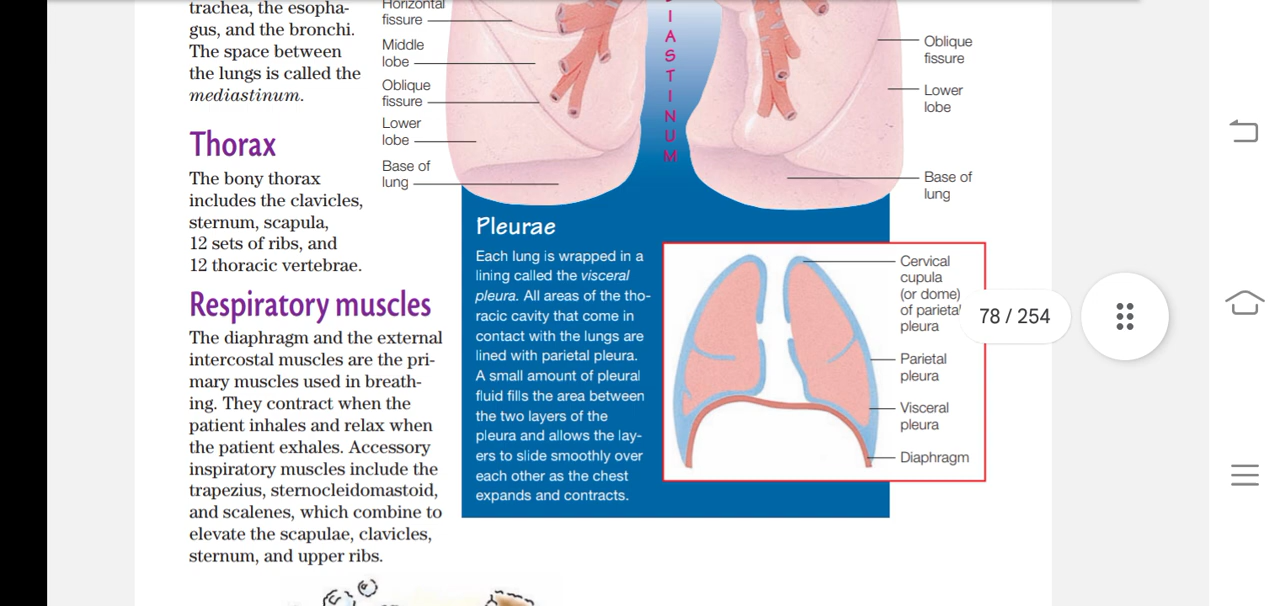 trachea, the esopha-
gus, and the bronchi.
The space between
the lungs is called the
mediastinum.
Thorax
The bony thorax
includes the clavicles,
sternum, scapula,
12 sets of ribs, and
12 thoracic vertebrae.
Respiratory muscles
The diaphragm and the external
intercostal muscles are the pri-
mary muscles used in breath-
ing. They contract when the
patient inhales and relax when
the patient exhales. Accessory
inspiratory muscles include the
trapezius, sternocleidomastoid,
and scalenes, which combine to
elevate the scapulae, clavicles,
sternum, and upper ribs.
Horizontal
fissure
Middle
lobe
Oblique
fissure
Lower
lobe
Base of
lung
I
A
S
T
I
N
U
M
Oblique
fissure
Lower
lobe
Base of
lung
Pleurae
Each lung is wrapped in a
lining called the visceral
pleura. All areas of the tho-
racic cavity that come in
contact with the lungs are
lined with parietal pleura.
A small amount of pleural
fluid fills the area between
the two layers of the
pleura and allows the lay-
ers to slide smoothly over
each other as the chest
expands and contracts.
Cervical
cupula
(or dome)
of parietal
pleura
Parietal
pleura
Visceral
pleura
Diaphragm
78 / 254